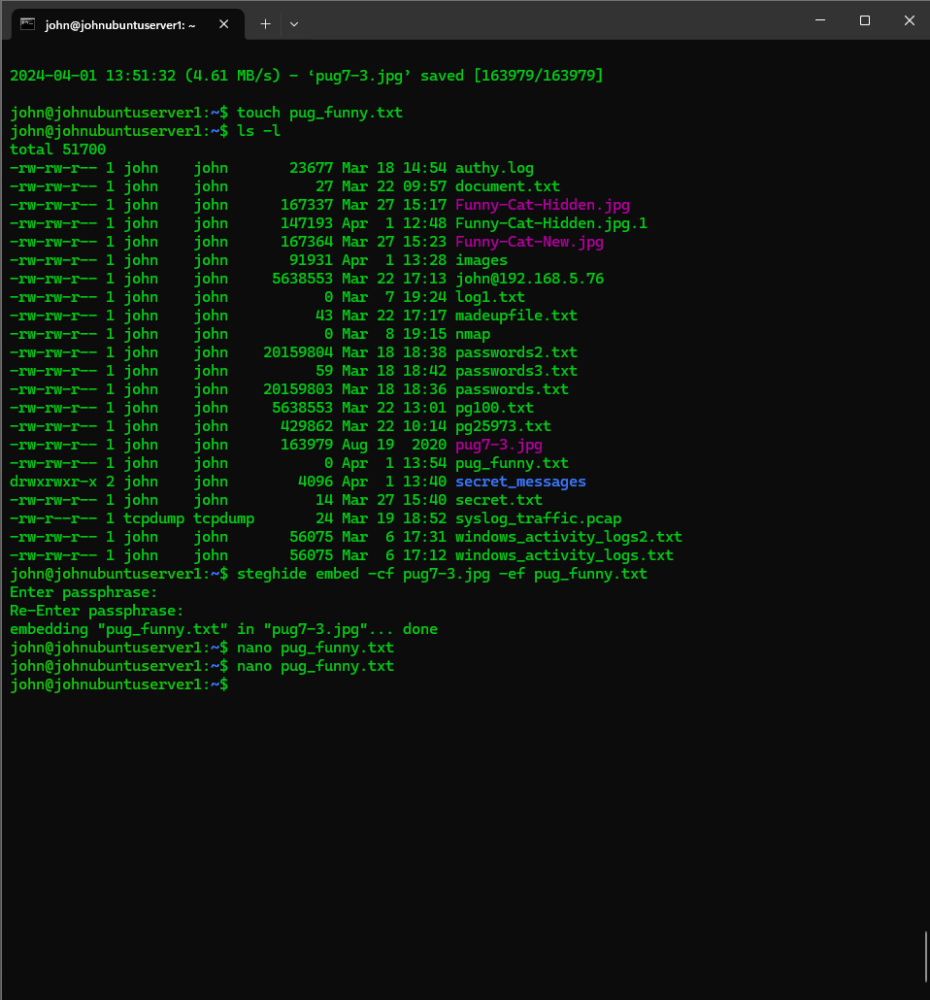 john@johnubuntuserver1: ~
2024-04-01 13:51:32 (4.61 MB/s) - ‘pug7-3.jpg’ saved [163979/163979]
john@johnubuntuserver1:~$ touch pug_funny.txt
john@johnubuntuserver1:~$ ls -l
total 51700
-rw-rw-r-- 1 john    john       23677 Mar 18 14:54 authy.log
-rw-rw-r-- 1 john    john          27 Mar 22 09:57 document.txt
-rw-rw-r-- 1 john    john      167337 Mar 27 15:17 Funny-Cat-Hidden.jpg
-rw-rw-r-- 1 john    john      147193 Apr  1 12:48 Funny-Cat-Hidden.jpg.1
-rw-rw-r-- 1 john    john      167364 Mar 27 15:23 Funny-Cat-New.jpg
-rw-rw-r-- 1 john    john       91931 Apr  1 13:28 images
-rw-rw-r-- 1 john    john     5638553 Mar 22 17:13 john@192.168.5.76
-rw-rw-r-- 1 john    john           0 Mar  7 19:24 log1.txt
-rw-rw-r-- 1 john    john          43 Mar 22 17:17 madeupfile.txt
-rw-rw-r-- 1 john    john           0 Mar  8 19:15 nmap
-rw-rw-r-- 1 john    john    20159804 Mar 18 18:38 passwords2.txt
-rw-rw-r-- 1 john    john          59 Mar 18 18:42 passwords3.txt
-rw-rw-r-- 1 john    john    20159803 Mar 18 18:36 passwords.txt
-rw-rw-r-- 1 john    john     5638553 Mar 22 13:01 pg100.txt
-rw-rw-r-- 1 john    john      429862 Mar 22 10:14 pg25973.txt
-rw-rw-r-- 1 john    john      163979 Aug 19  2020 pug7-3.jpg
-rw-rw-r-- 1 john    john           0 Apr  1 13:54 pug_funny.txt
drwxrwxr-x 2 john    john        4096 Apr  1 13:40 secret_messages
-rw-rw-r-- 1 john    john          14 Mar 27 15:40 secret.txt
-rw-r--r-- 1 tcpdump tcpdump       24 Mar 19 18:52 syslog_traffic.pcap
-rw-rw-r-- 1 john    john       56075 Mar  6 17:31 windows_activity_logs2.txt
-rw-rw-r-- 1 john    john       56075 Mar  6 17:12 windows_activity_logs.txt
john@johnubuntuserver1:~$ steghide embed -cf pug7-3.jpg -ef pug_funny.txt
Enter passphrase:
Re-Enter passphrase:
embedding "pug_funny.txt" in "pug7-3.jpg"... done
john@johnubuntuserver1:~$ nano pug_funny.txt
john@johnubuntuserver1:~$ nano pug_funny.txt
john@johnubuntuserver1:~$